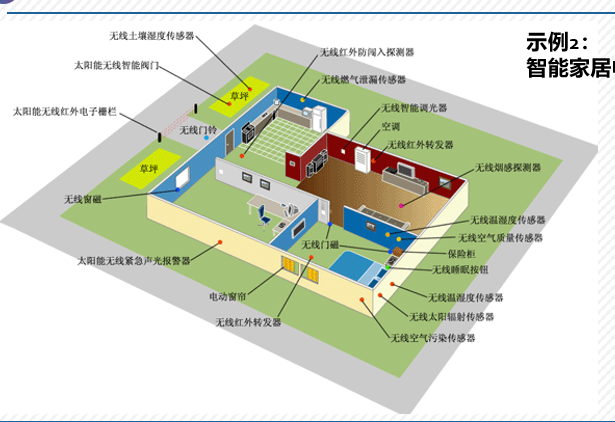 示例2：
智能家居
无线土壤湿度传感器
太阳能无线智能阀门
太阳能无线红外电子栅栏
草坪
无线门铃
草坪
无线窗磁
太阳能无线紧急声光报警器
电动窗帘
无线红外转发器
无线红外防闯入探测器
无线燃气泄漏传感器
无线智能调光器
空调
无线红外转发器
无线烟感探测器
无线温湿度传感器
无线空气质量传感器
无线门磁
保险柜
无线睡眠按钮
无线温湿度传感器
无线太阳辐射传感器
无线空气污染传感器